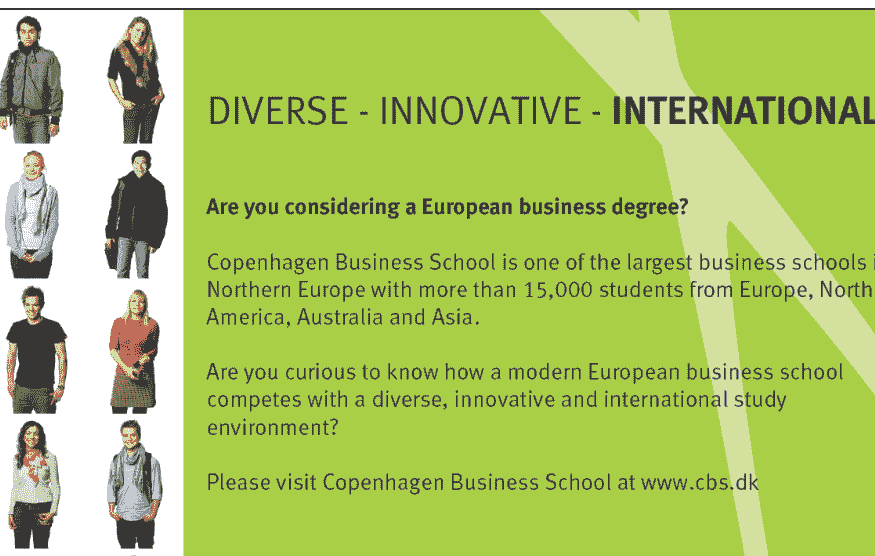 DIVERSE - INNOVATIVE - INTERNATIONAL
Are you considering a European business degree?
Copenhagen Business School is one of the largest business schools i
Northern Europe with more than 15,000 students from Europe, North
America, Australia and Asia.
Are you curious to know how a modern European business school
competes with a diverse, innovative and international study
environment?
Please visit Copenhagen Business School at www.cbs.dk